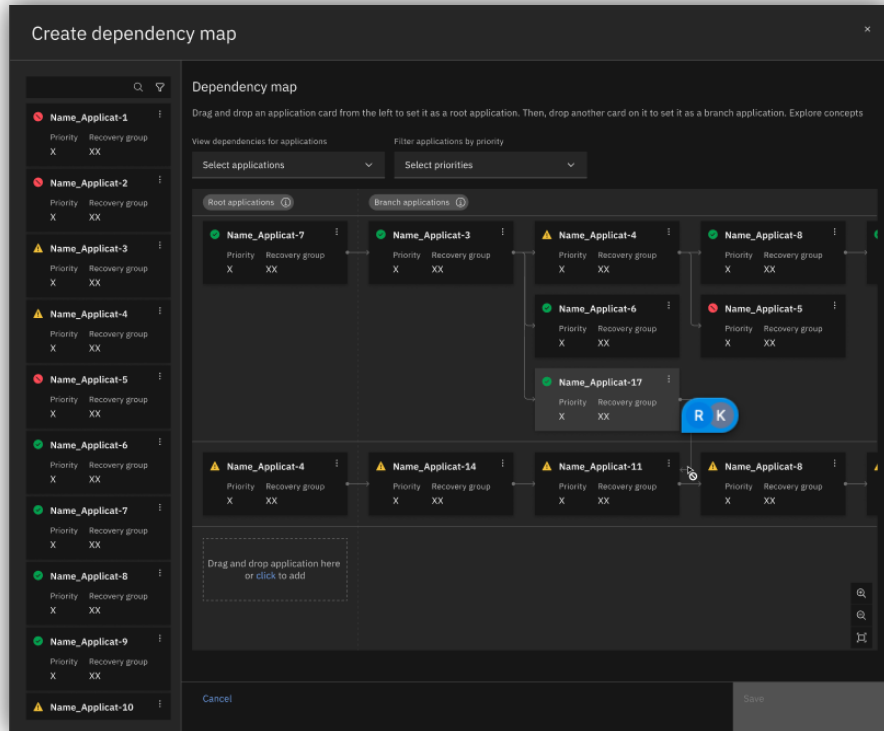 Create dependency map
Name_Applicat-1
Priority Recovery group
X XX
Name_Applicat-2
Priority Recovery group
X XX
Name_Applicat-3
Priority Recovery group
X XX
Name_Applicat-4
Priority Recovery group
X XX
Name_Applicat-5
Priority Recovery group
X XX
Name_Applicat-6
Priority Recovery group
X XX
Name_Applicat-7
Priority Recovery group
X XX
Name_Applicat-8
Priority Recovery group
X XX
Name_Applicat-9
Priority Recovery group
X XX
Name_Applicat-10
Dependency map
Drag and drop an application card from the left to set it as a root application. Then, drop another card on it to set it as a branch application. Explore concepts
View dependencies for applications Filter applications by priority
Select applications Select priorities
Root applications Branch applications
Name_Applicat-7 Name_Applicat-3 Name_Applicat-4 Name_Applicat-8
Priority Recovery group Priority Recovery group Priority Recovery group Priority Recovery group
X XX X XX X XX X XX
Name_Applicat-6 Name_Applicat-5
Priority Recovery group Priority Recovery group
X XX X XX
Name_Applicat-17
Priority Recovery group
X XX
R K
Name_Applicat-4 Name_Applicat-14 Name_Applicat-11 Name_Applicat-8
Priority Recovery group Priority Recovery group Priority Recovery group Priority Recovery group
X XX X XX X XX X XX
Drag and drop application here
or click to add
Cancel Save